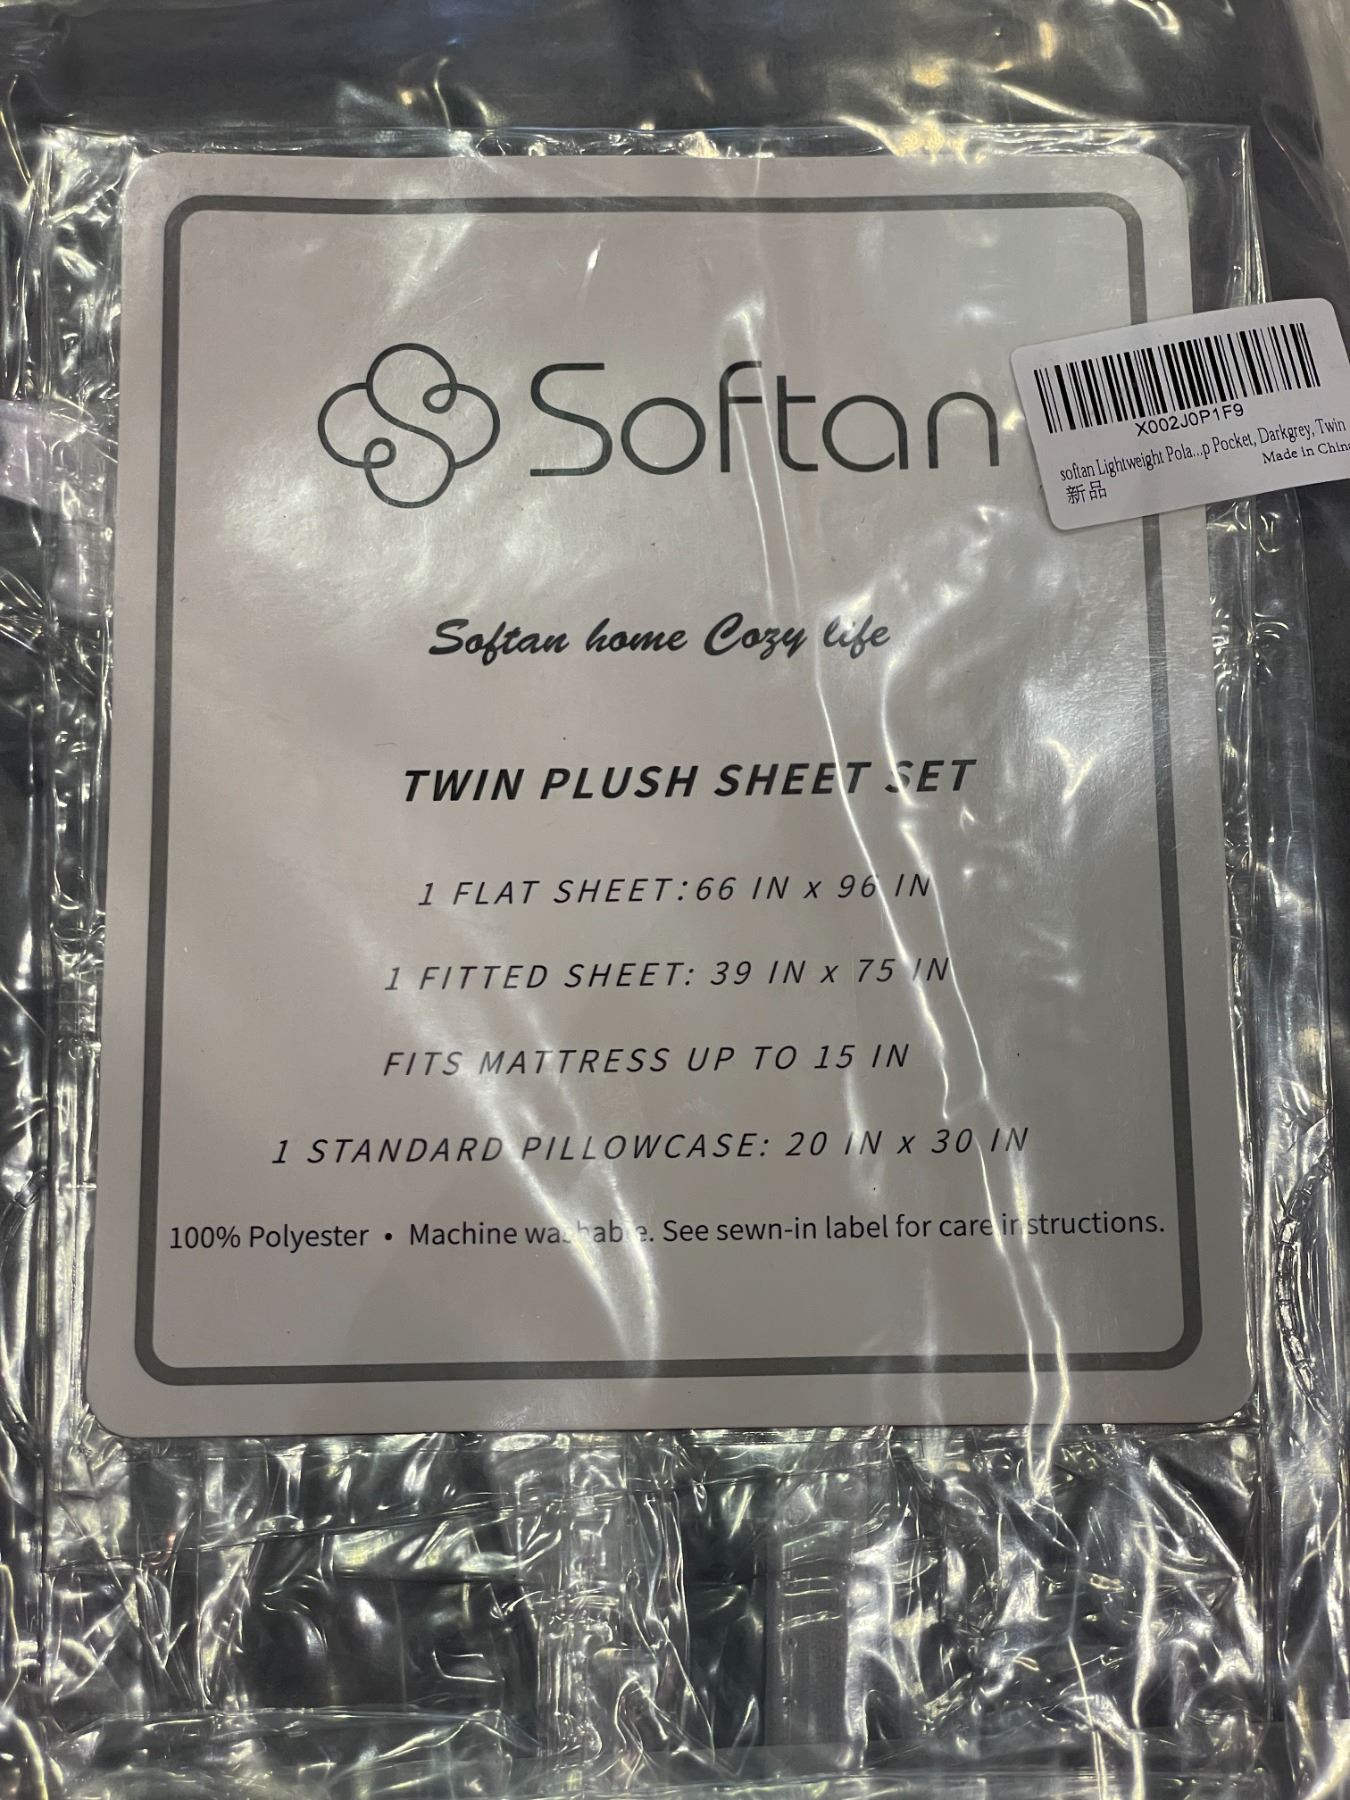 Softan
X002J0P1F9
softan Lightweight Pola...p Pocket, Darkgrey, Twin
Made in China
新品
Softan home Cozy life
TWIN PLUSH SHEET SET
1 FLAT SHEET:66 IN x 96 IN
1 FITTED SHEET: 39 IN x 75 IN
FITS MATTRESS UP TO 15 IN
1 STANDARD PILLOWCASE: 20 IN x 30 IN
100% Polyester • Machine washable. See sewn-in label for care instructions.